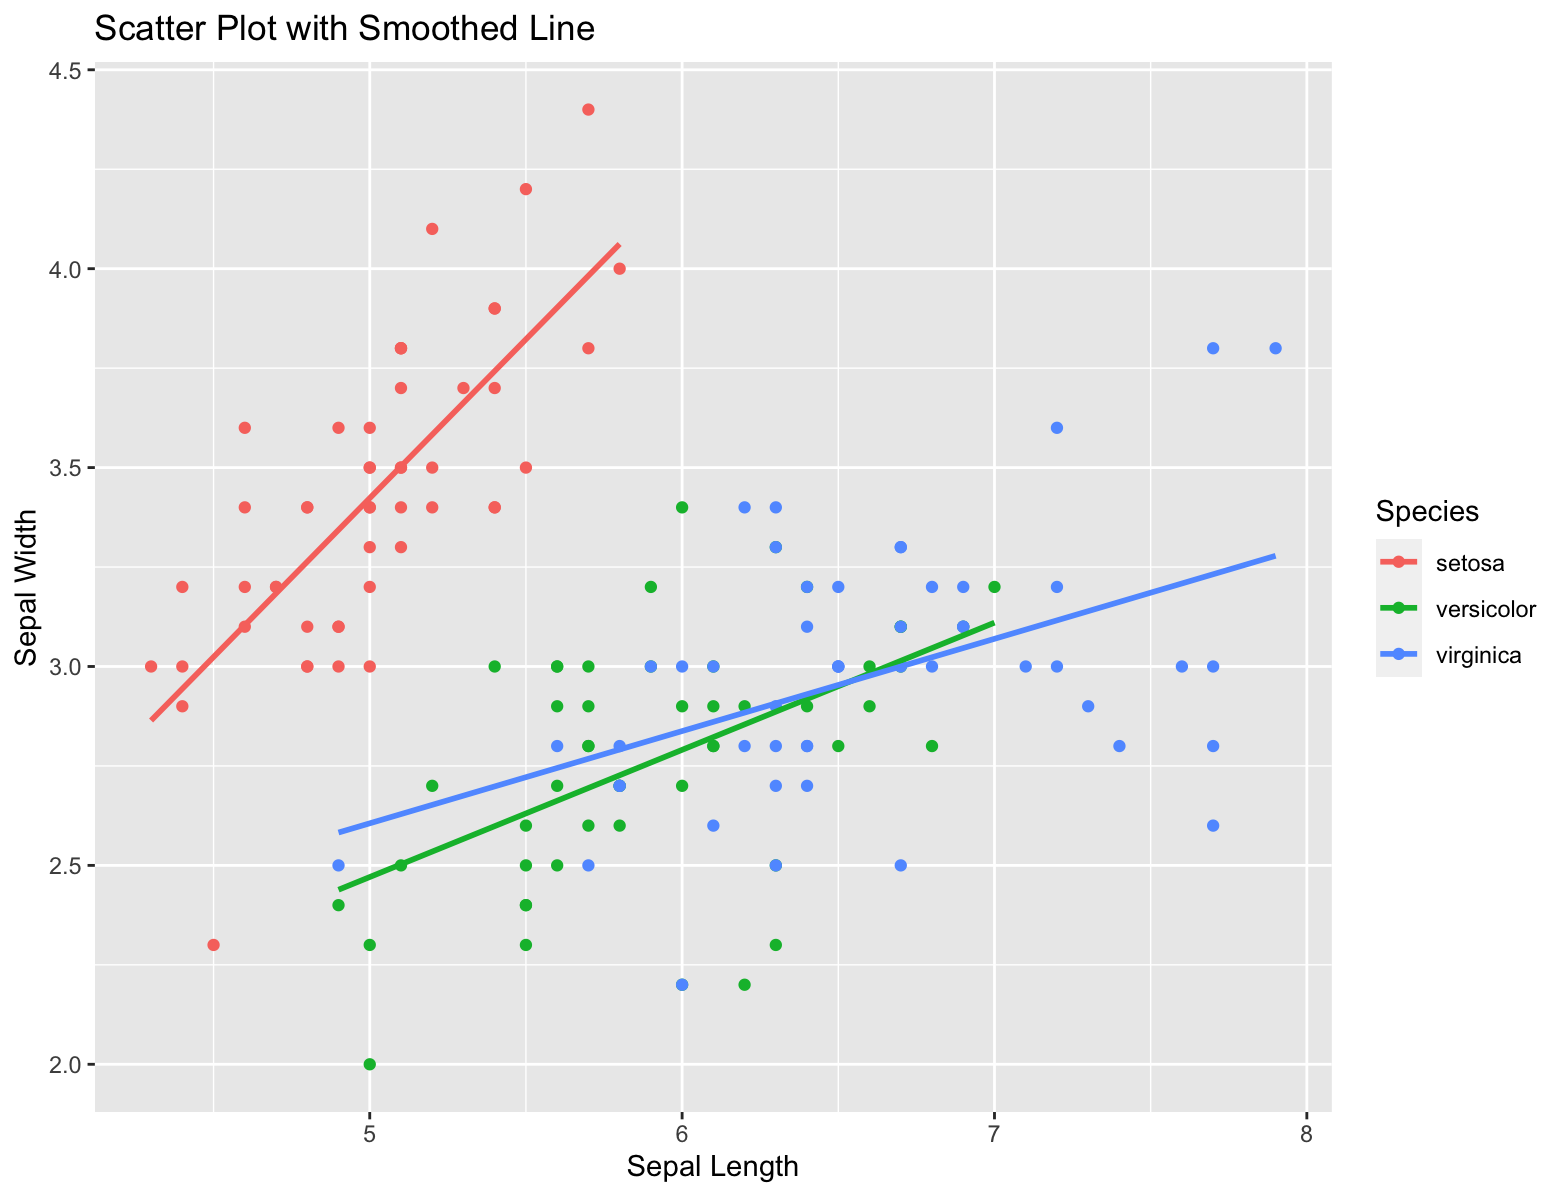 Scatter Plot with Smoothed Line
4.5
4.0
3.5
3.0
2.5
2.0
Sepal Width
5
6
7
8
Sepal Length
Species
setosa
versicolor
virginica